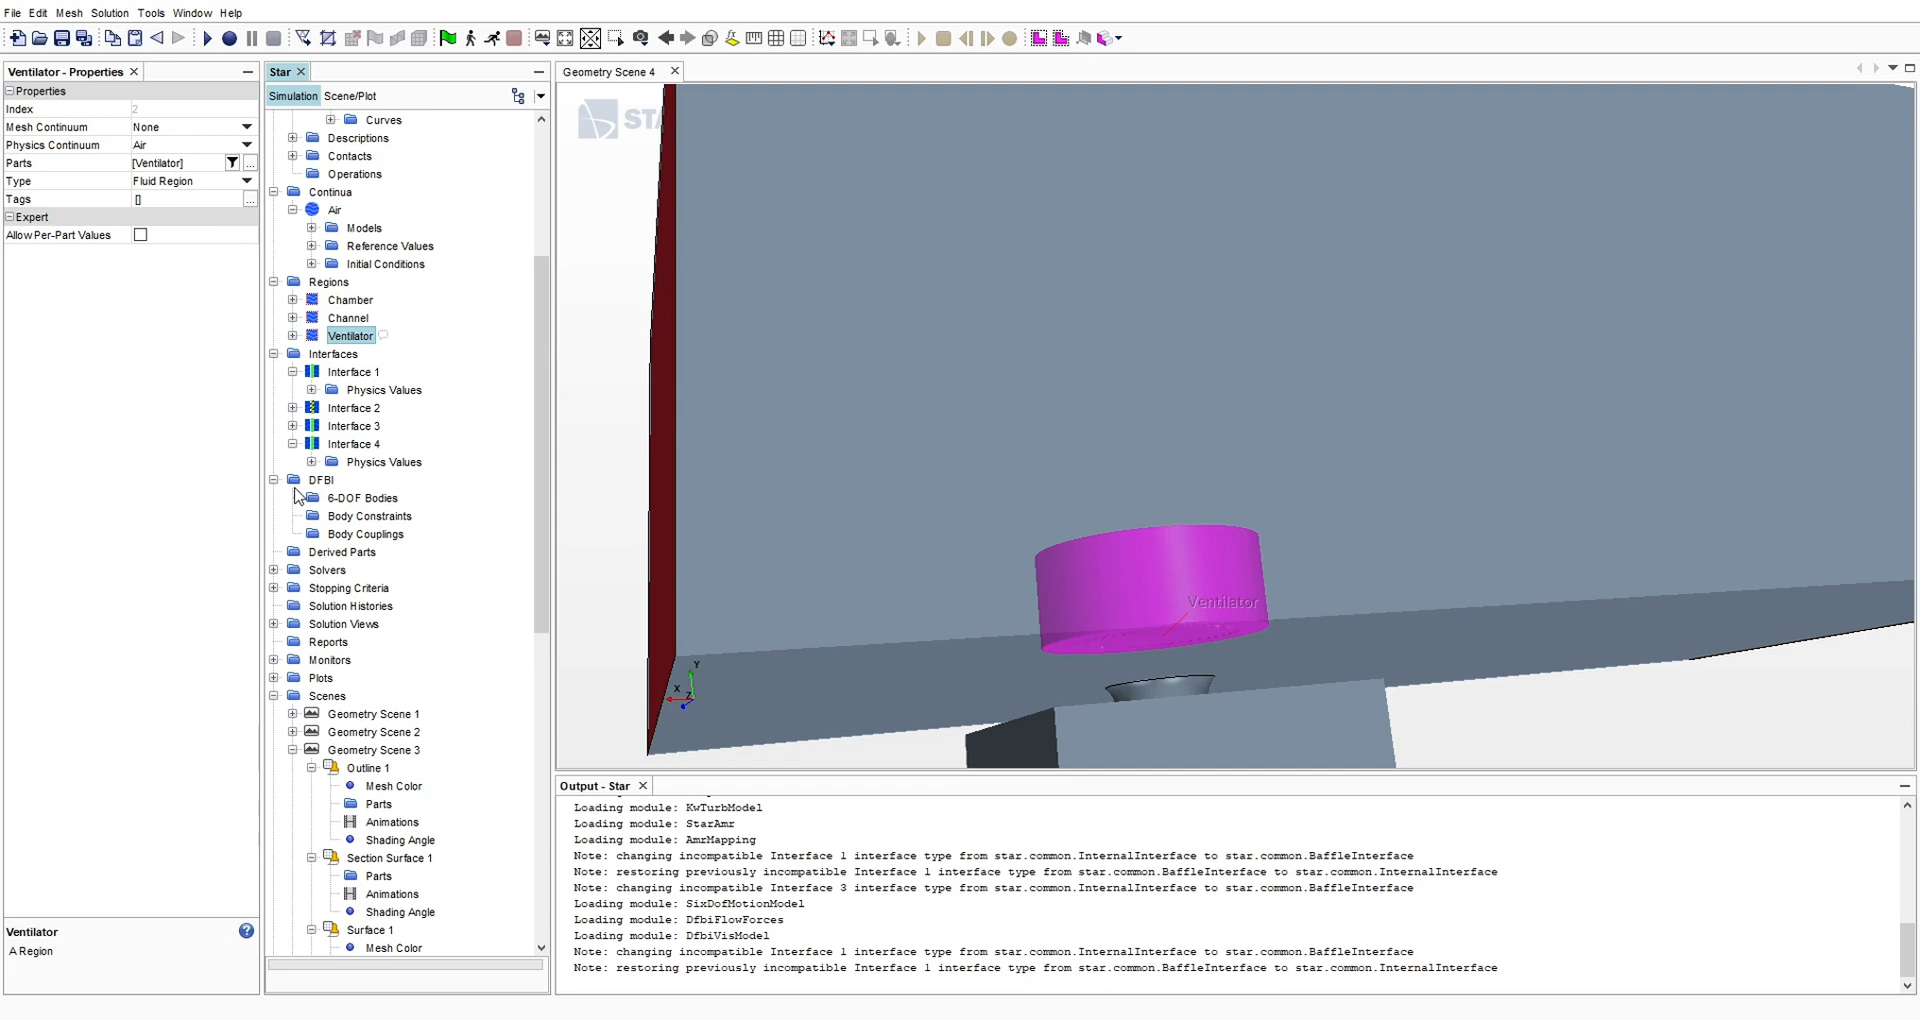 File Edit Mesh Solution Tools Window Help
Ventilator - Properties
Properties
Index 2
Mesh Continuum None
Physics Continuum Air
Parts [Ventilator] ...
Type Fluid Region
Tags [] ...
Expert
Allow Per-Part Values
Ventilator
A Region
Star
Simulation Scene/Plot
Curves
Descriptions
Contacts
Operations
Continua
Air
Models
Reference Values
Initial Conditions
Regions
Chamber
Channel
Ventilator
Interfaces
Interface 1
Physics Values
Interface 2
Interface 3
Interface 4
Physics Values
DFBI
6-DOF Bodies
Body Constraints
Body Couplings
Derived Parts
Solvers
Stopping Criteria
Solution Histories
Solution Views
Reports
Monitors
Plots
Scenes
Geometry Scene 1
Geometry Scene 2
Geometry Scene 3
Outline 1
Mesh Color
Parts
Animations
Shading Angle
Section Surface 1
Parts
Animations
Shading Angle
Surface 1
Mesh Color
Geometry Scene 4
Ventilator
Y
X
Z
Output - Star
Loading module: KwTurbModel
Loading module: StarAmr
Loading module: AmrMapping
Note: changing incompatible Interface 1 interface type from star.common.InternalInterface to star.common.BaffleInterface
Note: restoring previously incompatible Interface 1 interface type from star.common.BaffleInterface to star.common.InternalInterface
Note: changing incompatible Interface 3 interface type from star.common.InternalInterface to star.common.BaffleInterface
Loading module: SixDofMotionModel
Loading module: DfbiFlowForces
Loading module: DfbiVisModel
Note: changing incompatible Interface 1 interface type from star.common.InternalInterface to star.common.BaffleInterface
Note: restoring previously incompatible Interface 1 interface type from star.common.BaffleInterface to star.common.InternalInterface